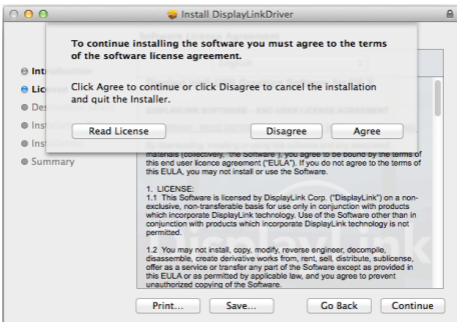 Install DisplayLinkDriver
To continue installing the software you must agree to the terms
of the software license agreement.
Click Agree to continue or click Disagree to cancel the installation
and quit the Installer.
Read License
Disagree
Agree
Summary
materials (collectively, "the Software"), you agree to be bound by the terms of
this end user licence agreement ("EULA"). If you do not agree to the terms of
this EULA, you may not install or use the Software.
1. LICENSE:
1.1 This Software is licensed by DisplayLink Corp. ("DisplayLink") on a non-
exclusive, non-transferable basis for use only in conjunction with products
which incorporate DisplayLink technology. Use of the Software other than in
conjunction with products which incorporate DisplayLink technology is not
permitted.
1.2 You may not install, copy, modify, reverse engineer, decompile,
disassemble, create derivative works from, rent, sell, distribute, sublicense,
offer as a service or transfer any part of the Software except as provided in
this EULA or as permitted by applicable law, and you agree to prevent
unauthorized copying of the Software.
Print...
Save...
Go Back
Continue